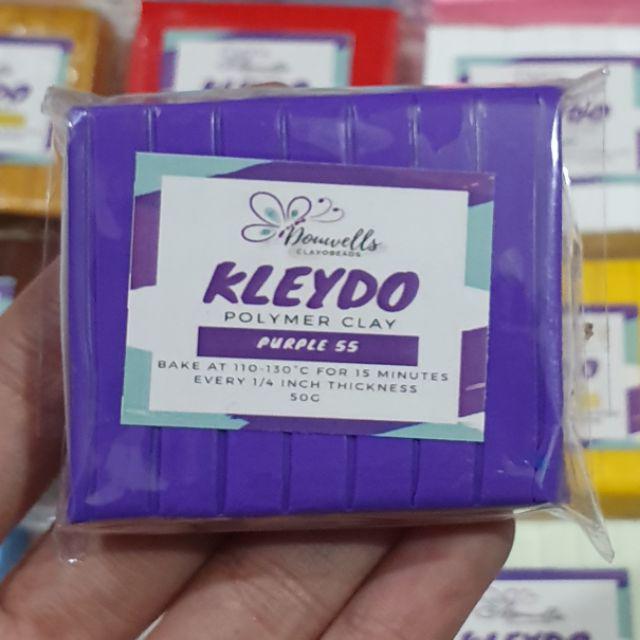 Douwells
CLAYOBEADS
KLEYDO
POLYMER CLAY
PURPLE 55
BAKE AT 110-130°C FOR 15 MINUTES
EVERY 1/4 INCH THICKNESS
50G
KLEYDO